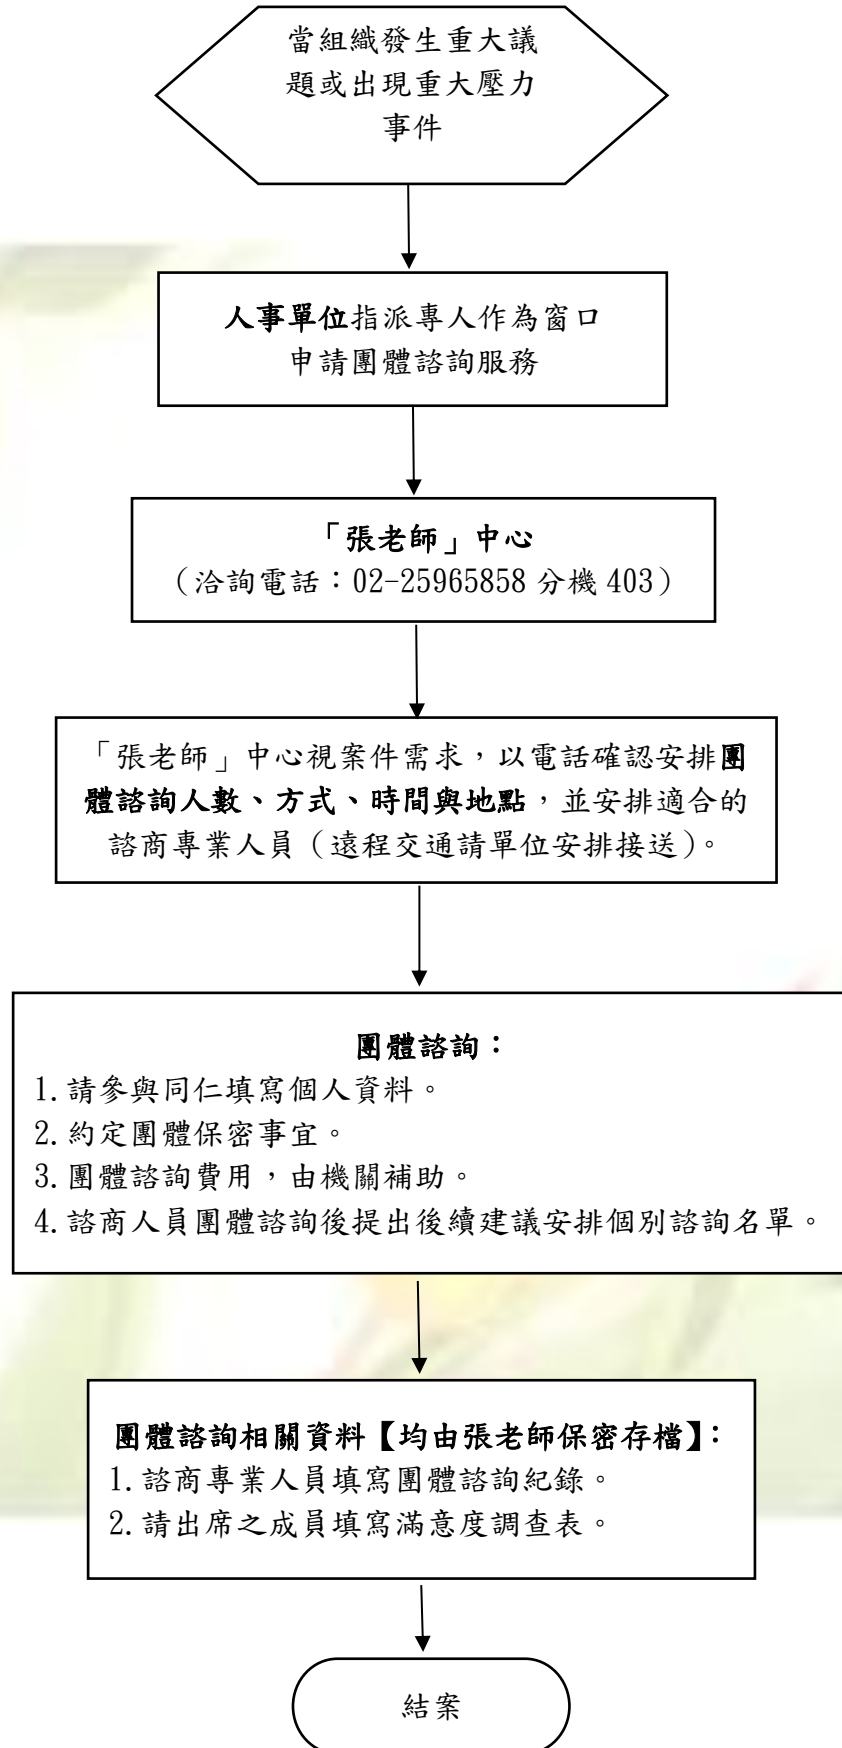 當組織發生重大議
題或出現重大壓力
事件
人事單位指派專人作為窗口
申請團體諮詢服務
「張老師」中心
（洽詢電話：02-25965858 分機 403）
「張老師」中心視案件需求，以電話確認安排團
體諮詢人數、方式、時間與地點，並安排適合的
諮商專業人員（遠程交通請單位安排接送）。
團體諮詢：
1.請參與同仁填寫個人資料。
2.約定團體保密事宜。
3.團體諮詢費用，由機關補助。
4.諮商人員團體諮詢後提出後續建議安排個別諮詢名單。
團體諮詢相關資料【均由張老師保密存檔】：
1.諮商專業人員填寫團體諮詢紀錄。
2.請出席之成員填寫滿意度調查表。
結案